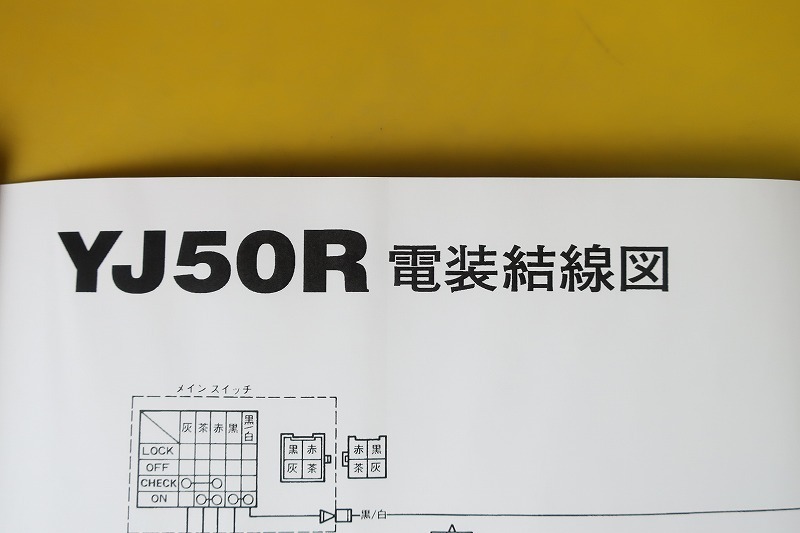 YJ50R 電装結線図
メイン スイッチ
灰 茶 赤 黒 黒/白
LOCK
OFF
CHECK
ON
黒 赤
灰 茶
赤 黒
茶 灰
黒/白